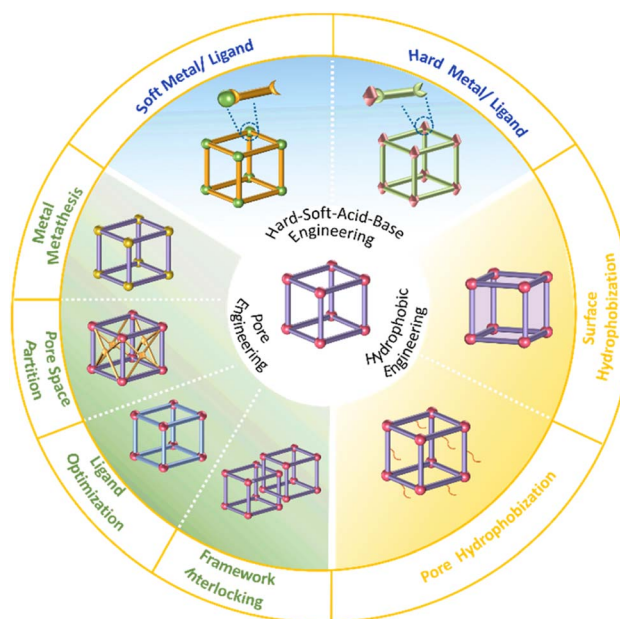 Soft Metal/ Ligand
Hard Metal/ Ligand
Metal
Metathesis
Pore Space
Partition
Ligand
Optimization
Framework
Interlocking
Pore Hydrophobization
Surface
Hydrophobization
Hard-Soft-Acid-Base
Engineering
Pore
Engineering
Hydrophobic
Engineering